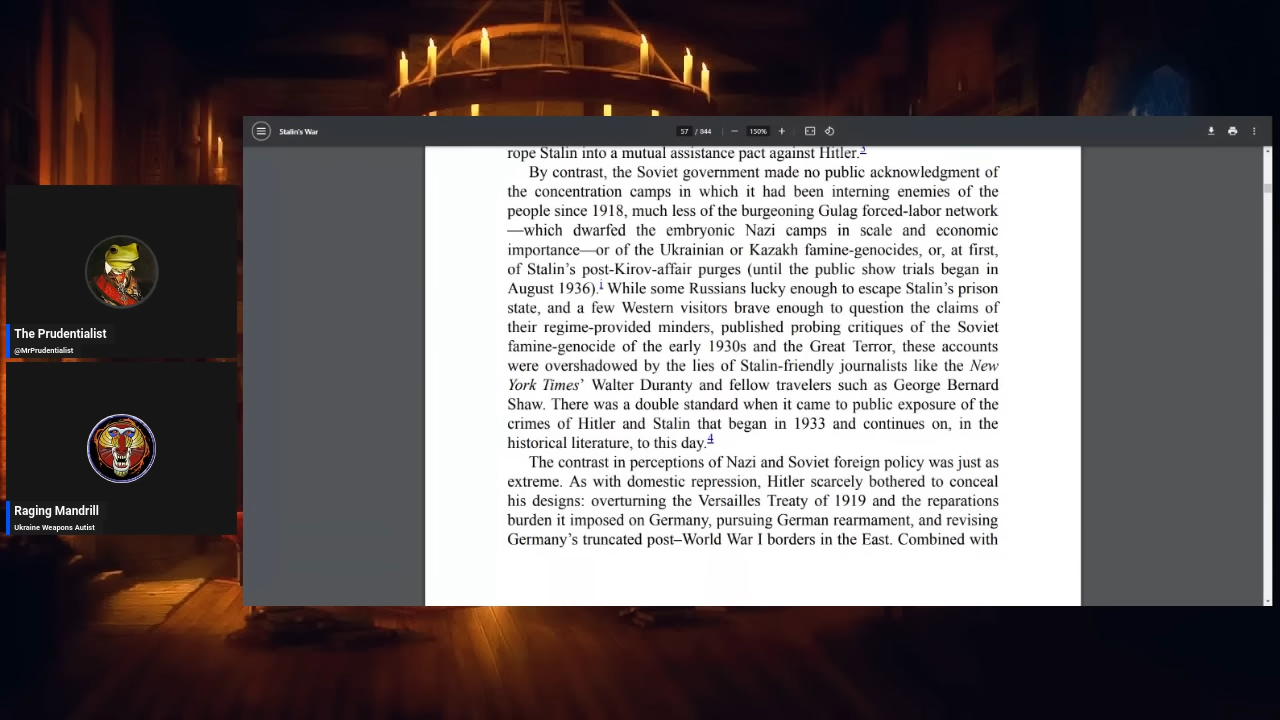 Stalin's War
57 / 844
150%
rope Stalin into a mutual assistance pact against Hitler.3
By contrast, the Soviet government made no public acknowledgment of
the concentration camps in which it had been interning enemies of the
people since 1918, much less of the burgeoning Gulag forced-labor network
—which dwarfed the embryonic Nazi camps in scale and economic
importance—or of the Ukrainian or Kazakh famine-genocides, or, at first,
of Stalin's post-Kirov-affair purges (until the public show trials began in
August 1936).i While some Russians lucky enough to escape Stalin's prison
state, and a few Western visitors brave enough to question the claims of
their regime-provided minders, published probing critiques of the Soviet
famine-genocide of the early 1930s and the Great Terror, these accounts
were overshadowed by the lies of Stalin-friendly journalists like the New
York Times' Walter Duranty and fellow travelers such as George Bernard
Shaw. There was a double standard when it came to public exposure of the
crimes of Hitler and Stalin that began in 1933 and continues on, in the
historical literature, to this day.4
The contrast in perceptions of Nazi and Soviet foreign policy was just as
extreme. As with domestic repression, Hitler scarcely bothered to conceal
his designs: overturning the Versailles Treaty of 1919 and the reparations
burden it imposed on Germany, pursuing German rearmament, and revising
Germany's truncated post–World War I borders in the East. Combined with
The Prudentialist
@MrPrudentialist
Raging Mandrill
Ukraine Weapons Autist